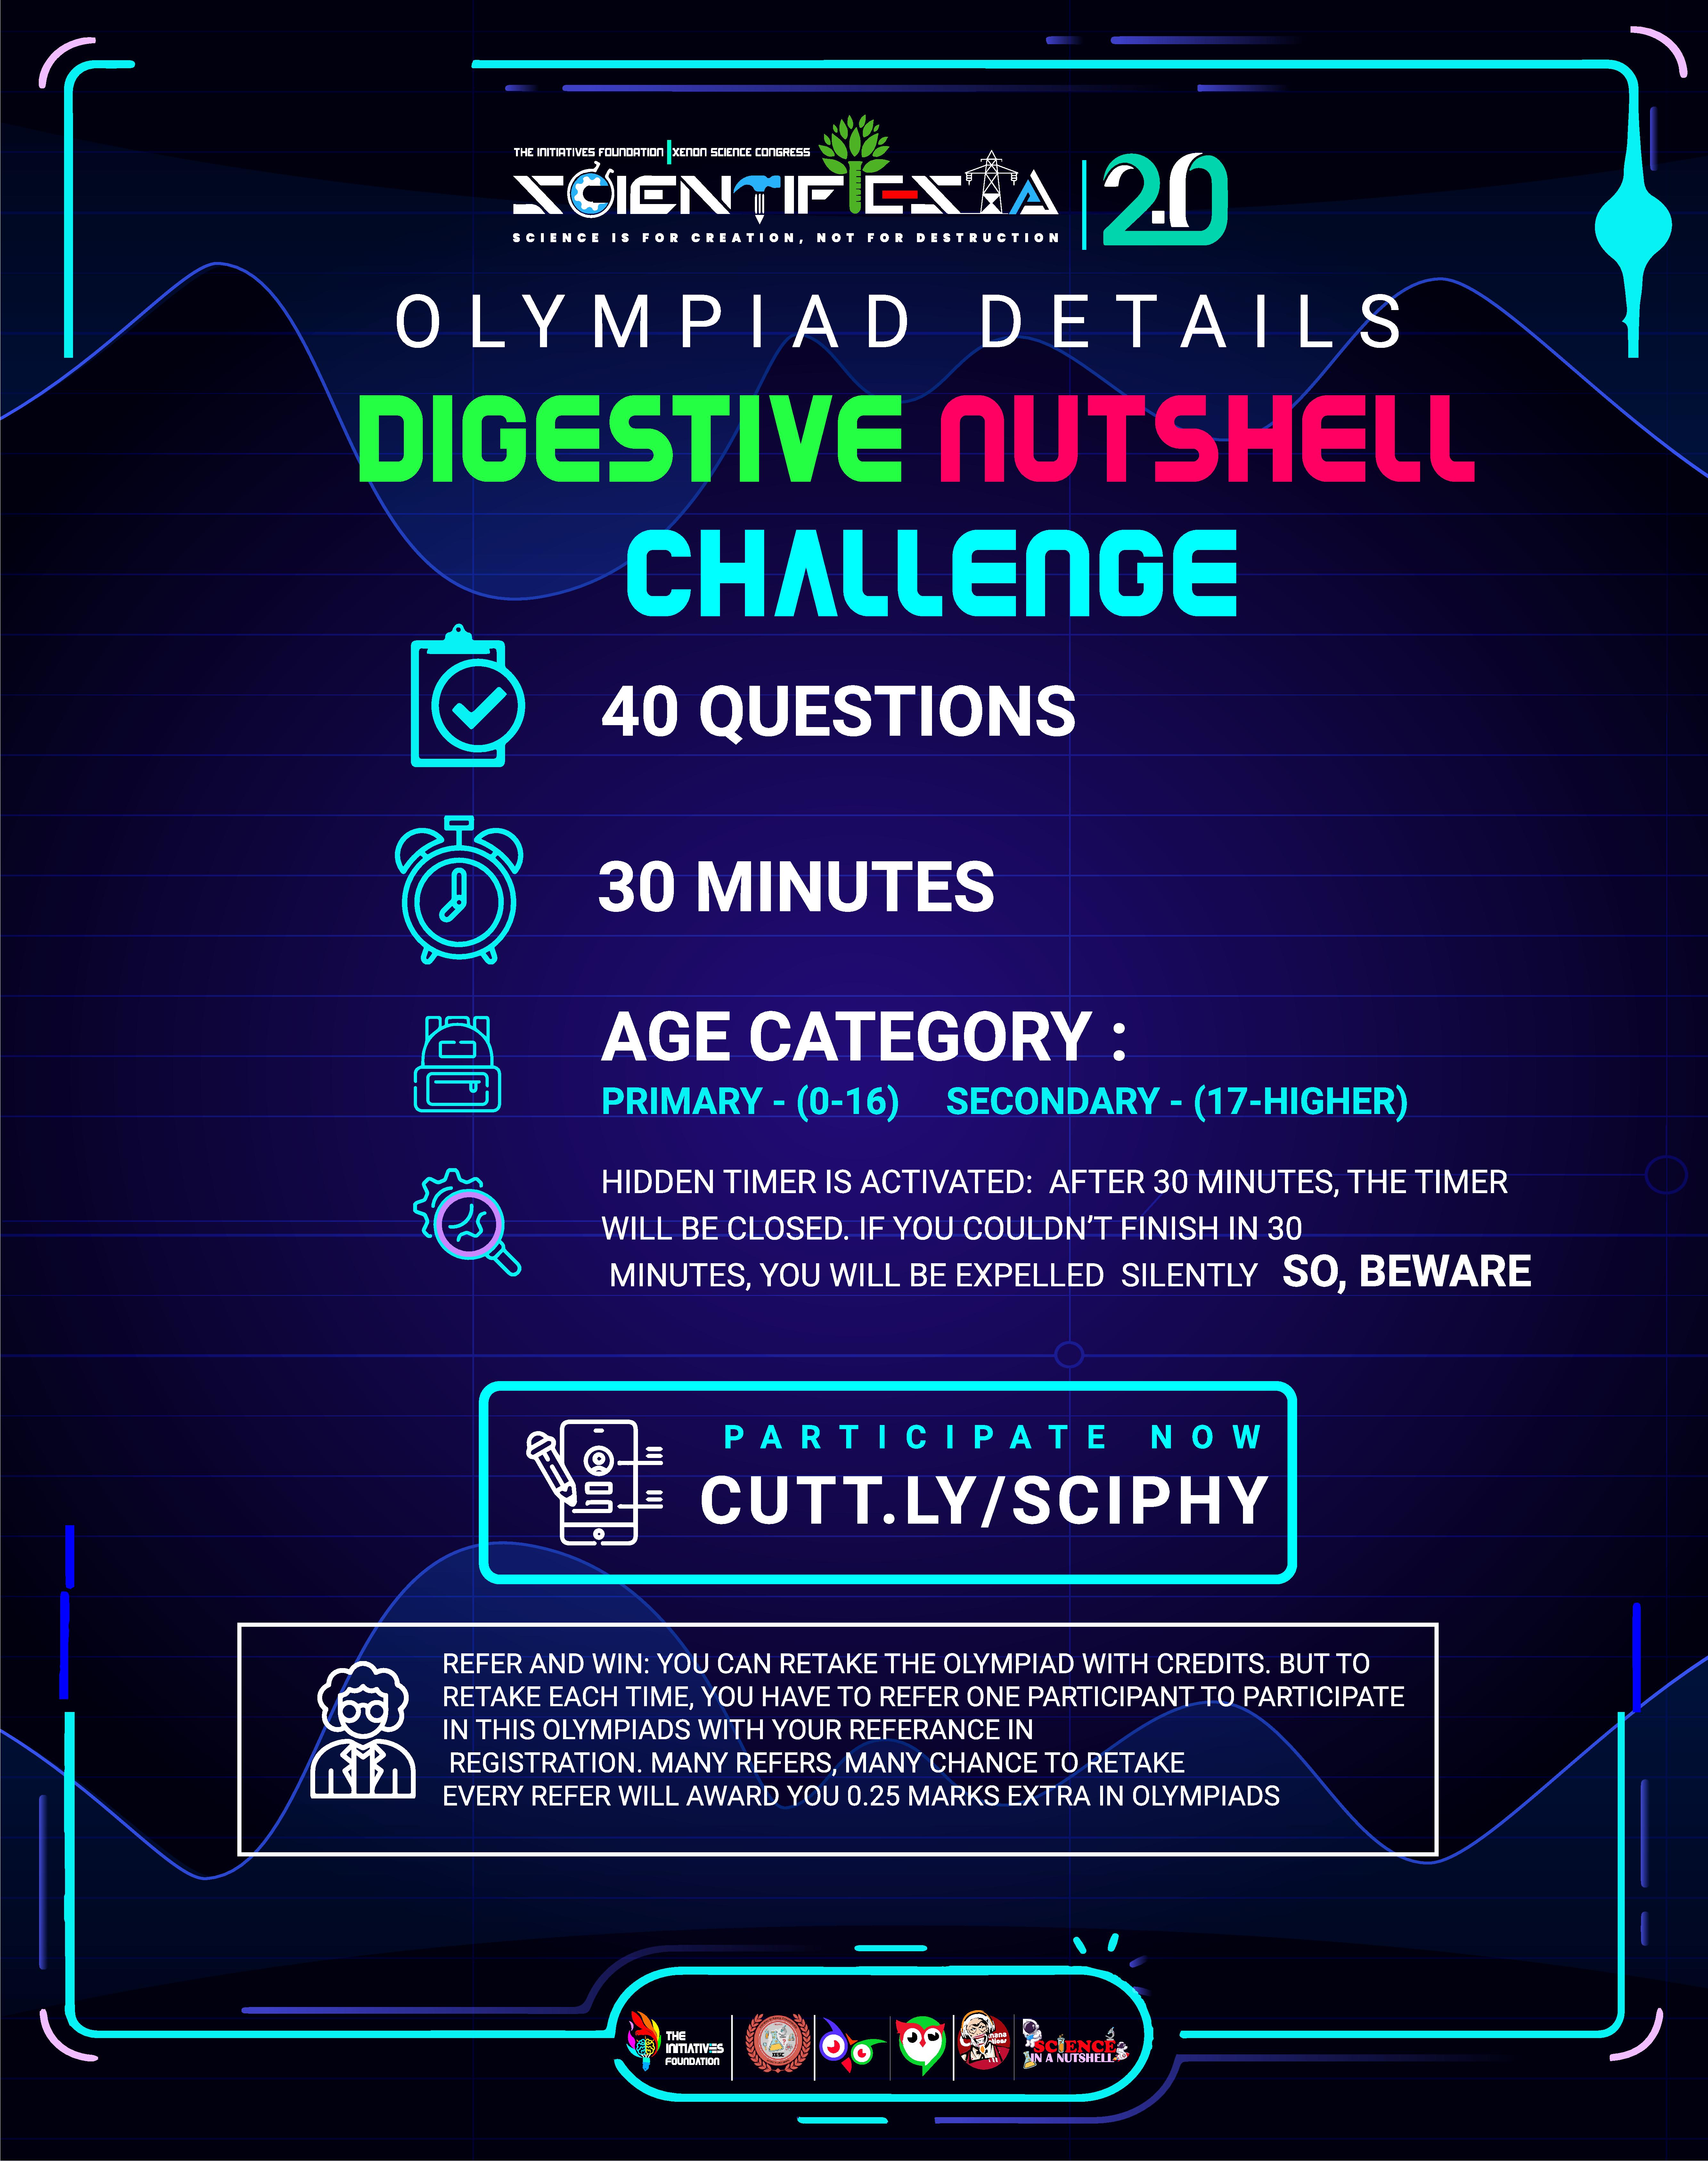 THE INITIATIVES FOUNDATION XENON SCIENCE CONGRESS
SCIENTIFIESTA 2.0
SCIENCE IS FOR CREATION, NOT FOR DESTRUCTION
OLYMPIAD DETAILS
DIGESTIVE NUTSHELL
CHALLENGE
40 QUESTIONS
30 MINUTES
AGE CATEGORY :
PRIMARY - (0-16) SECONDARY - (17-HIGHER)
HIDDEN TIMER IS ACTIVATED: AFTER 30 MINUTES, THE TIMER
WILL BE CLOSED. IF YOU COULDN'T FINISH IN 30
MINUTES, YOU WILL BE EXPELLED SILENTLY SO, BEWARE
PARTICIPATE NOW
CUTT.LY/SCIPHY
REFER AND WIN: YOU CAN RETAKE THE OLYMPIAD WITH CREDITS. BUT TO
RETAKE EACH TIME, YOU HAVE TO REFER ONE PARTICIPANT TO PARTICIPATE
IN THIS OLYMPIADS WITH YOUR REFERANCE IN
REGISTRATION. MANY REFERS, MANY CHANCE TO RETAKE
EVERY REFER WILL AWARD YOU 0.25 MARKS EXTRA IN OLYMPIADS
THE
INITIATIVES
FOUNDATION
SCIENCE
IN A NUTSHELL